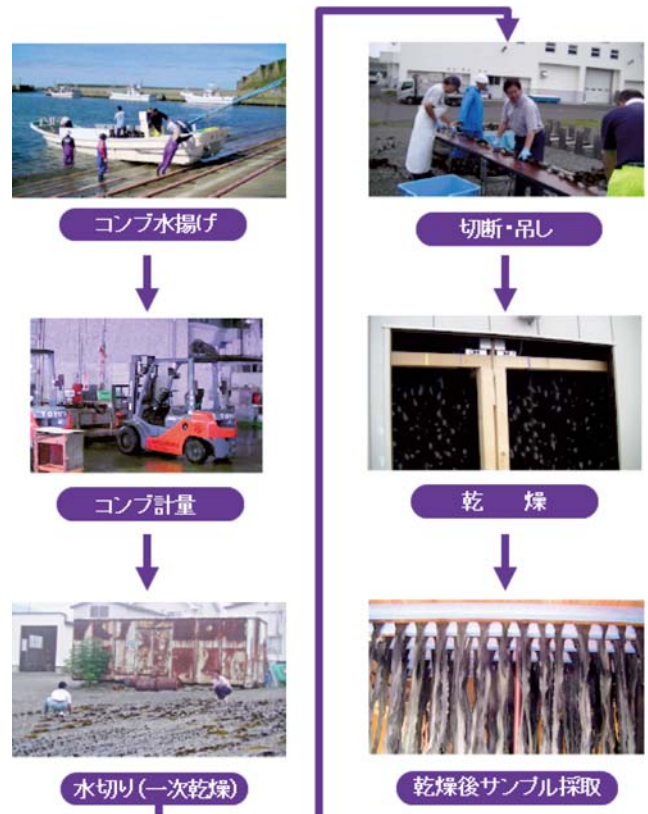 コンブ水揚げ
コンブ計量
水切り(一次乾燥)
切断・吊し
乾　燥
乾燥後サンプル採取